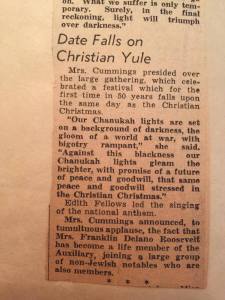 on. What we suffer is only tem-
porary. Surely, in the final
reckoning, light will triumph
over darkness."
Date Falls on
Christian Yule
Mrs. Cummings presided over
the large gathering, which cele-
brated a festival which for the
first time in 50 years falls upon
the same day as the Christian
Christmas.
"Our Chanukah lights are set
on a background of darkness, the
gloom of a world at war, with
bigotry rampant," she said.
"Against this blackness our
Chanukah lights gleam the
brighter, with promise of a future
of peace and goodwill, that same
peace and goodwill stressed in
the Christian Christmas."
Edith Fellows led the singing
of the national anthem.
Mrs. Cummings announced, to
tumultuous applause, the fact that
Mrs. Franklin Delano Roosevelt
has become a life member of the
Auxiliary, joining a large group
of non-Jewish notables who are
also members.
* * *